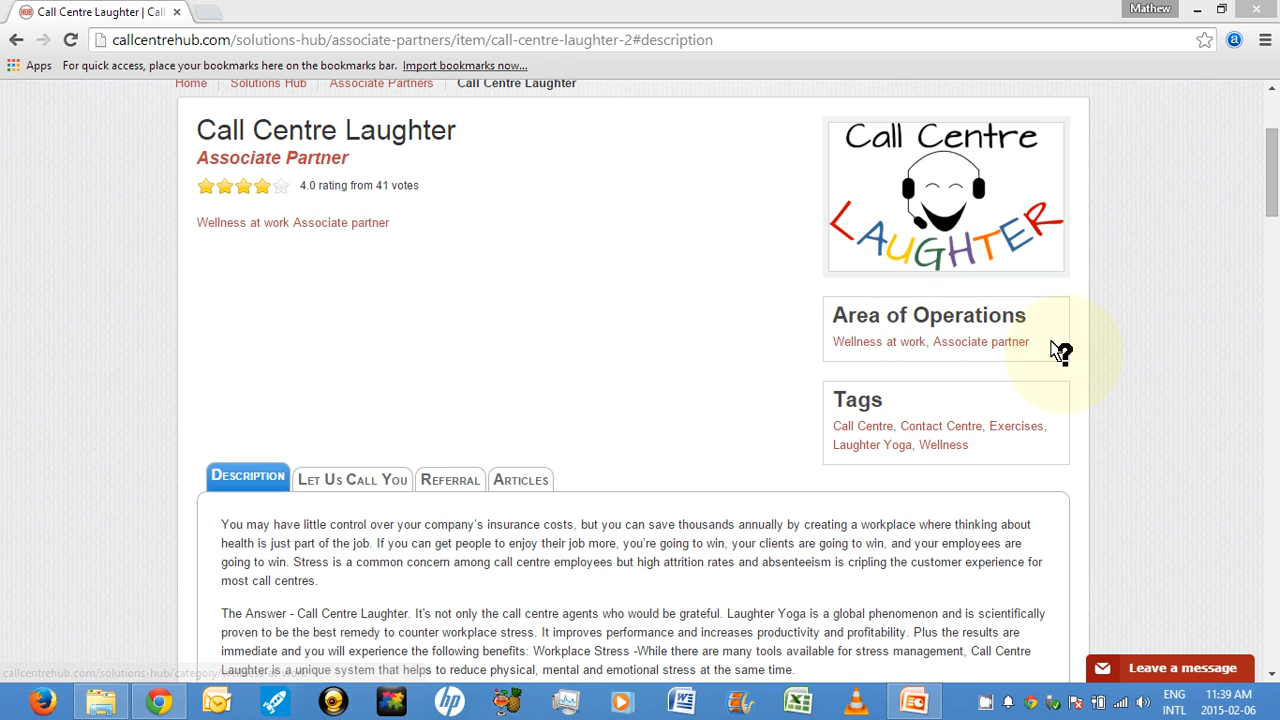 Call Centre Laughter | Call
Mathew
callcentrehub.com/solutions-hub/associate-partners/item/call-centre-laughter-2#description
Apps For quick access, place your bookmarks here on the bookmarks bar. Import bookmarks now...
Home Solutions Hub Associate Partners Call Centre Laughter
Call Centre Laughter
Associate Partner
4.0 rating from 41 votes
Wellness at work Associate partner
Call Centre
LAUGHTER
Area of Operations
Wellness at work, Associate partner
Tags
Call Centre, Contact Centre, Exercises,
Laughter Yoga, Wellness
Description Let Us Call You Referral Articles
You may have little control over your company's insurance costs, but you can save thousands annually by creating a workplace where thinking about
health is just part of the job. If you can get people to enjoy their job more, you're going to win, your clients are going to win, and your employees are
going to win. Stress is a common concern among call centre employees but high attrition rates and absenteeism is cripling the customer experience for
most call centres.
The Answer - Call Centre Laughter. It's not only the call centre agents who would be grateful. Laughter Yoga is a global phenomenon and is scientifically
proven to be the best remedy to counter workplace stress. It improves performance and increases productivity and profitability. Plus the results are
immediate and you will experience the following benefits: Workplace Stress -While there are many tools available for stress management, Call Centre
Laughter is a unique system that helps to reduce physical, mental and emotional stress at the same time.
callcentrehub.com/solutions-hub/category/
Leave a message
ENG
INTL
11:39 AM
2015-02-06